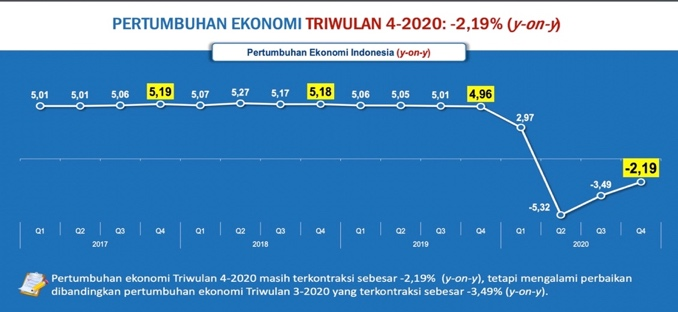 PERTUMBUHAN EKONOMI TRIWULAN 4-2020: -2,19% (y-on-y)
Pertumbuhan Ekonomi Indonesia (y-on-y)
5,01 5,01 5,06 5,19 5,07 5,27 5,17 5,18 5,06 5,05 5,01 4,96 2,97 -5,32 -3,49 -2,19
Q1 Q2 Q3 Q4 Q1 Q2 Q3 Q4 Q1 Q2 Q3 Q4 Q1 Q2 Q3 Q4
2017 2018 2019 2020
Pertumbuhan ekonomi Triwulan 4-2020 masih terkontraksi sebesar -2,19% (y-on-y), tetapi mengalami perbaikan
dibandingkan pertumbuhan ekonomi Triwulan 3-2020 yang terkontraksi sebesar -3,49% (y-on-y).